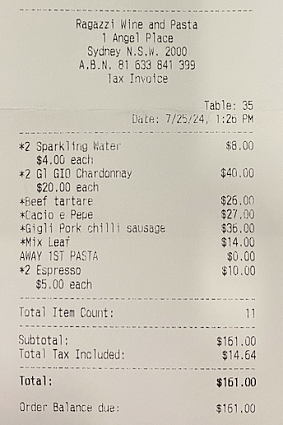 Ragazzi Wine and Pasta
1 Angel Place
Sydney N.S.W. 2000
A.B.N. 81 633 841 399
Tax Invoice
Table: 35
Date: 7/25/24, 1:26 PM
*2 Sparkling Water $8.00
$4.00 each
*2 Gl GIO Chardonnay $40.00
$20.00 each
*Beef tartare $26.00
*Cacio e Pepe $27.00
*Gigli Pork chilli sausage $36.00
*Mix Leaf $14.00
AWAY 1ST PASTA $0.00
*2 Espresso $10.00
$5.00 each
Total Item Count: 11
Subtotal: $161.00
Total Tax Included: $14.64
Total: $161.00
Order Balance due: $161.00